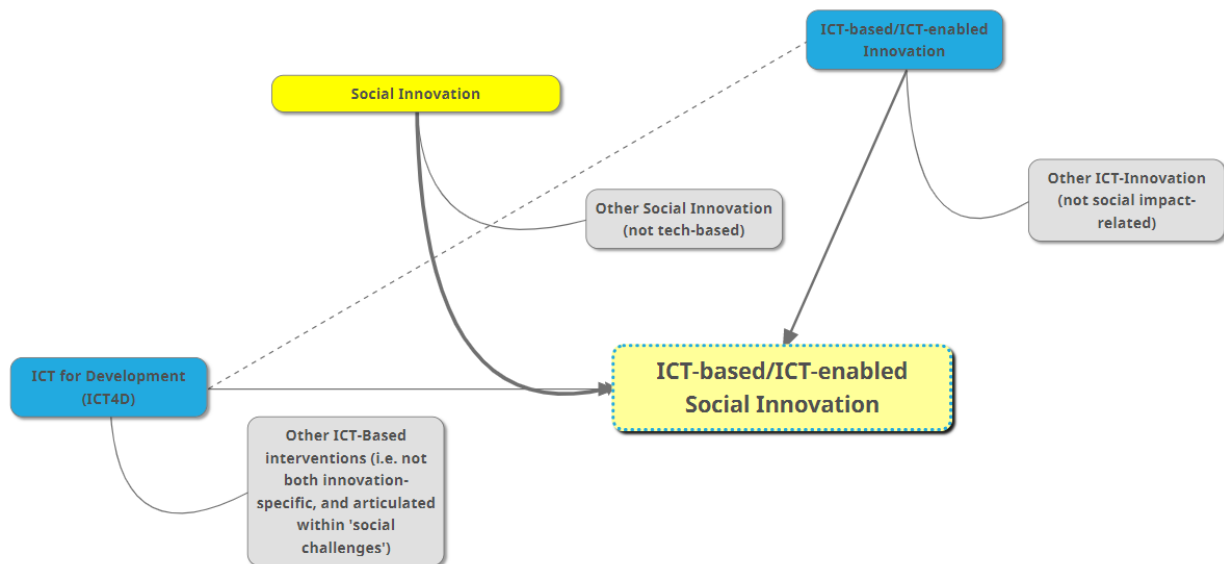 ICT-based/ICT-enabled
Innovation
Social Innovation
Other ICT-Innovation
(not social impact-
related)
Other Social Innovation
(not tech-based)
ICT-based/ICT-enabled
Social Innovation
ICT for Development
(ICT4D)
Other ICT-Based
interventions (i.e. not
both innovation-
specific, and articulated
within 'social
challenges')